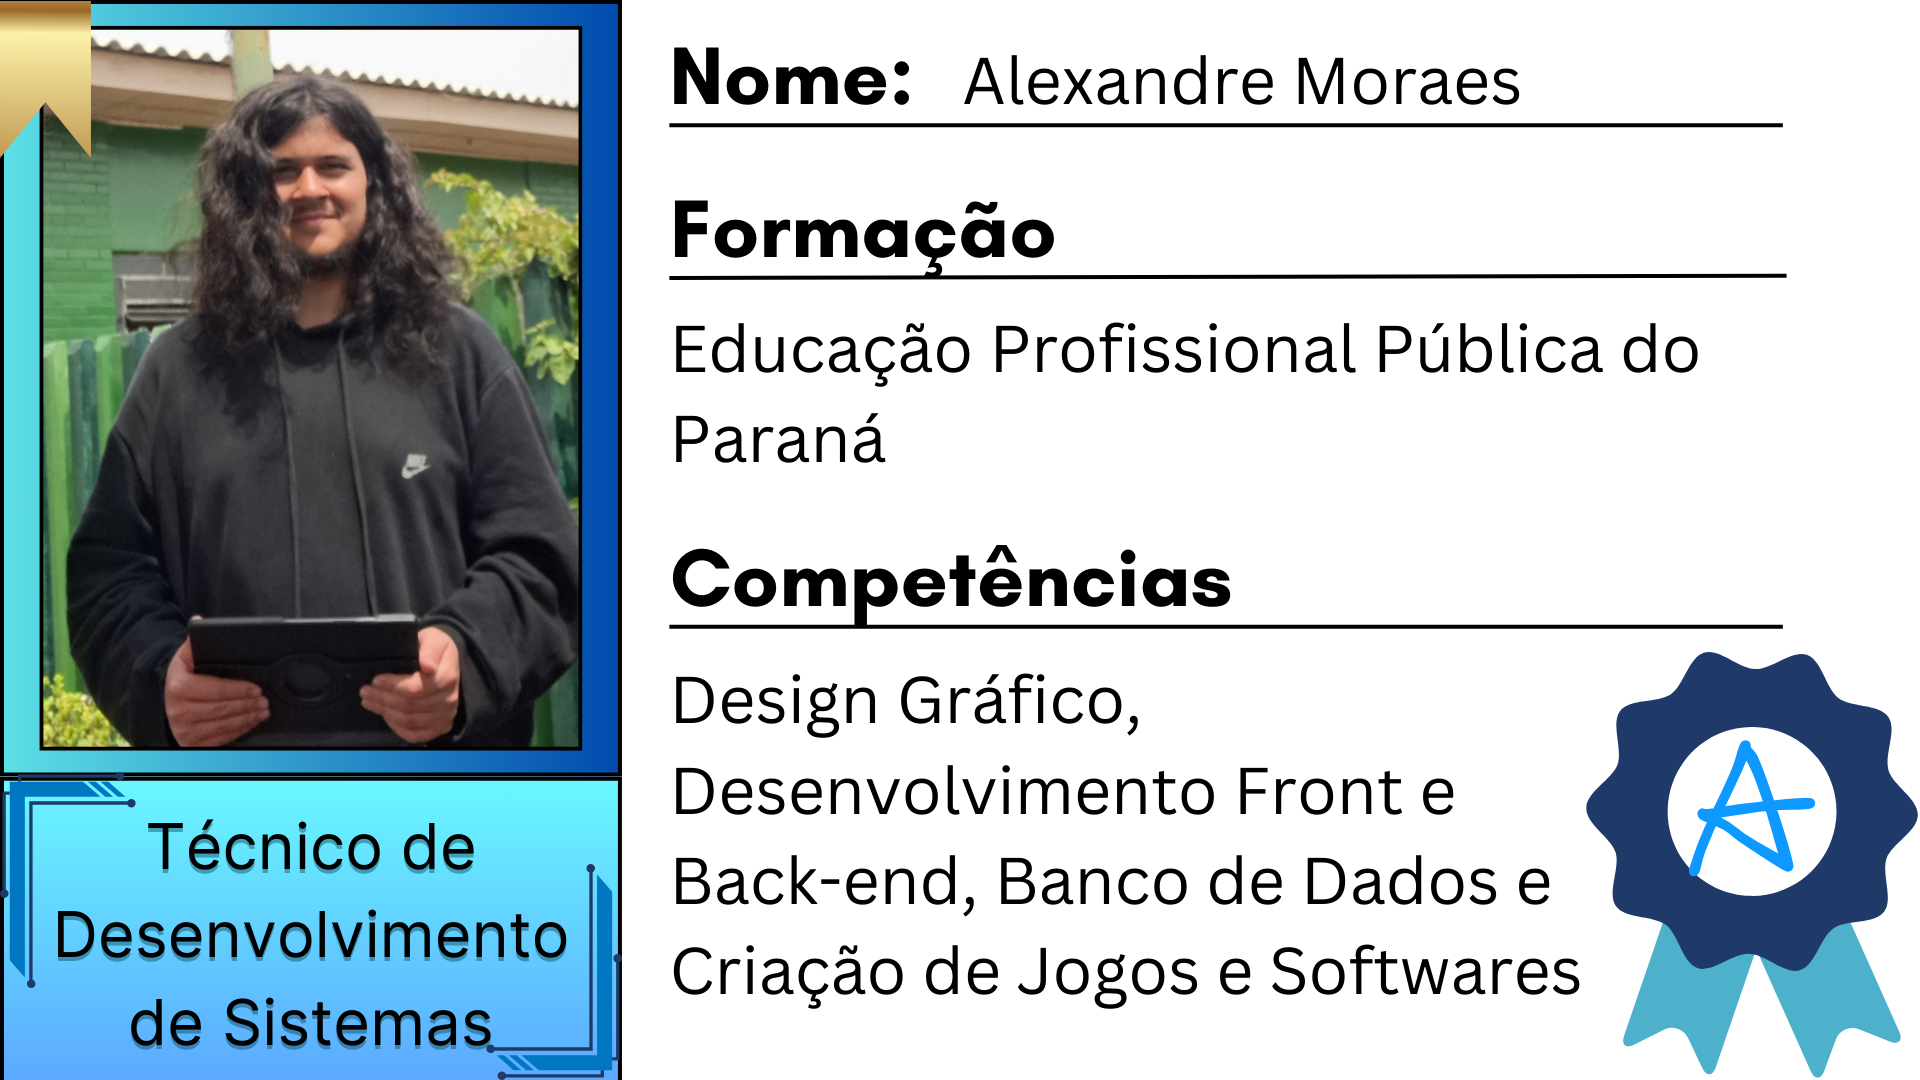 Nome: Alexandre Moraes
Formação
Educação Profissional Pública do
Paraná
Competências
Design Gráfico,
Desenvolvimento Front e
Back-end, Banco de Dados e
Criação de Jogos e Softwares
Técnico de
Desenvolvimento
de Sistemas
NIKE
A